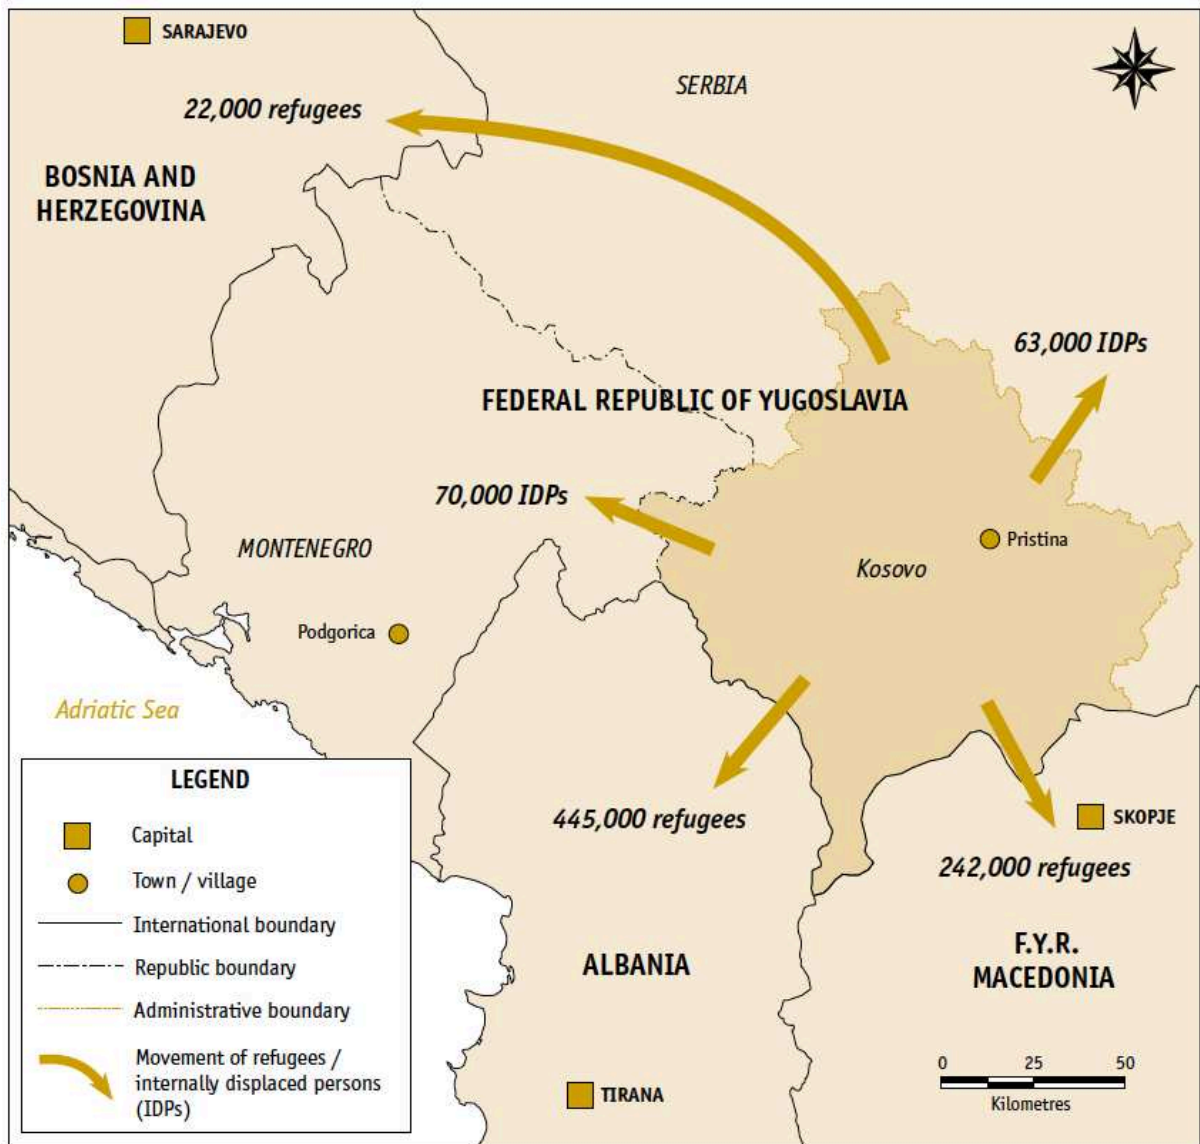 SARAJEVO
SERBIA
22,000 refugees
BOSNIA AND
HERZEGOVINA
63,000 IDPs
FEDERAL REPUBLIC OF YUGOSLAVIA
70,000 IDPs
MONTENEGRO
Pristina
Kosovo
Podgorica
Adriatic Sea
LEGEND
Capital
Town / village
International boundary
Republic boundary
Administrative boundary
Movement of refugees /
internally displaced persons
(IDPs)
445,000 refugees
SKOPJE
242,000 refugees
ALBANIA
F.Y.R.
MACEDONIA
TIRANA
0 25 50
Kilometres